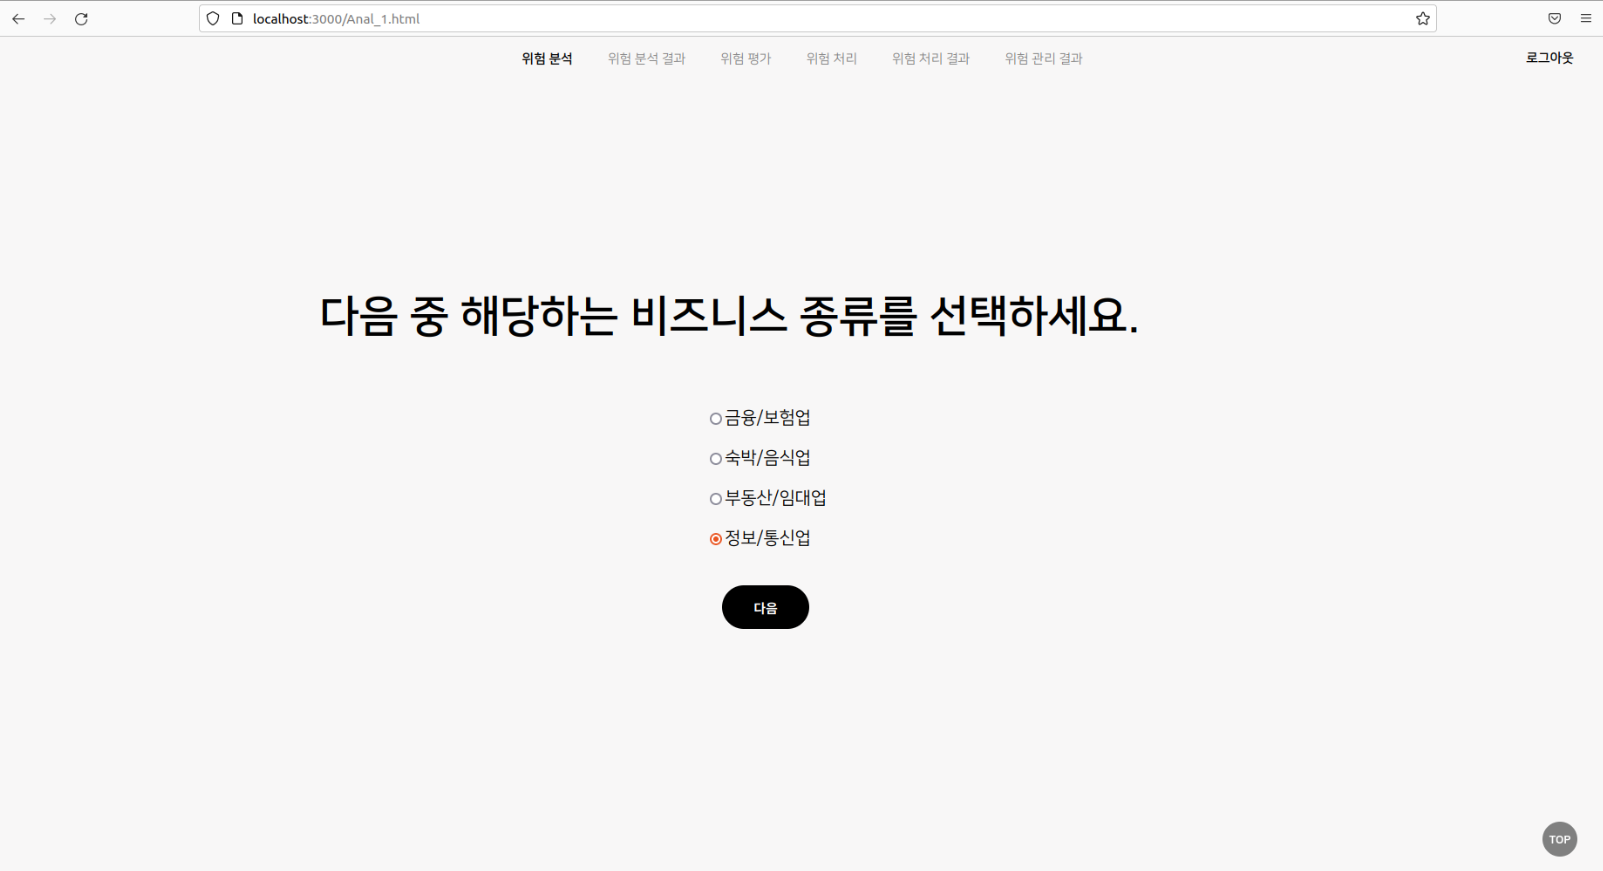 localhost:3000/Anal_1.html
위험 분석 위험 분석 결과 위험 평가 위험 처리 위험 처리 결과 위험 관리 결과 로그아웃
다음 중 해당하는 비즈니스 종류를 선택하세요.
금융/보험업
숙박/음식업
부동산/임대업
정보/통신업
다음
TOP